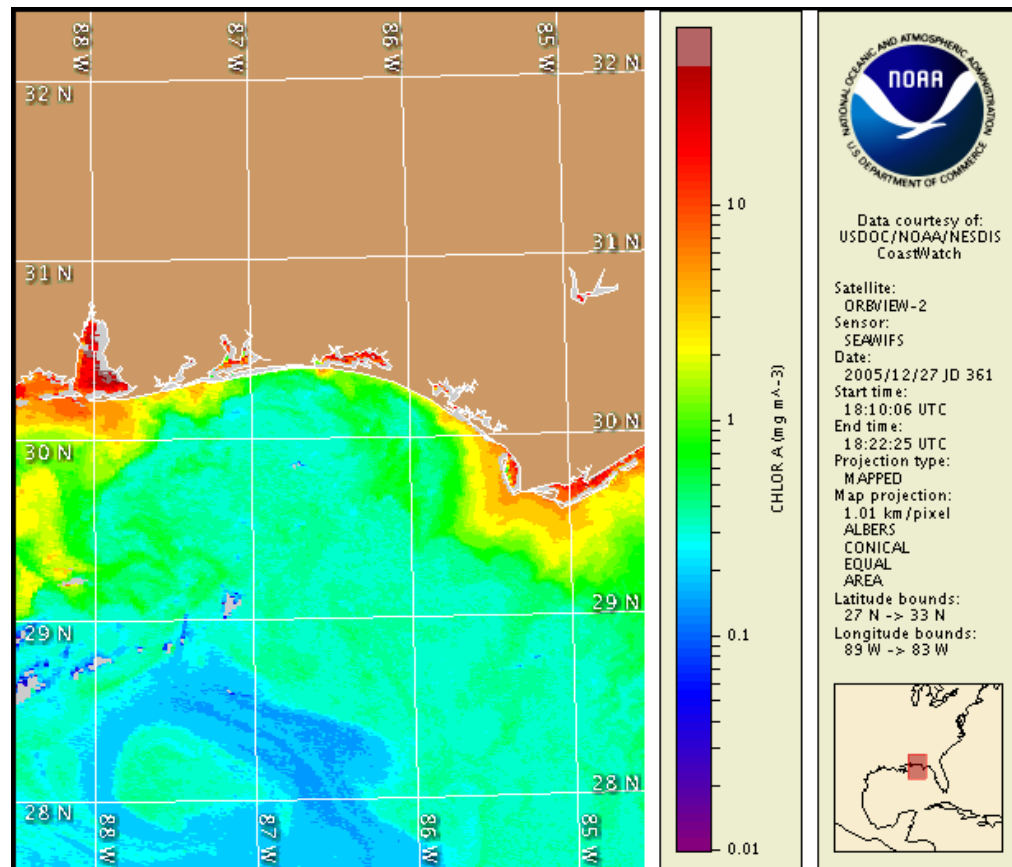 88 W
87 W
86 W
85 W
32 N
32 N
31 N
31 N
30 N
30 N
29 N
29 N
28 N
28 N
88 W
87 W
86 W
85 W
10
1
0.1
0.01
CHLOR A (mg m^-3)
NATIONAL OCEANIC AND ATMOSPHERIC ADMINISTRATION
NOAA
U.S. DEPARTMENT OF COMMERCE
Data courtesy of:
USDOC/NOAA/NESDIS
CoastWatch
Satellite:
ORBVIEW-2
Sensor:
SEAWIFS
Date:
2005/12/27 JD 361
Start time:
18:10:06 UTC
End time:
18:22:25 UTC
Projection type:
MAPPED
Map projection:
1.01 km/pixel
ALBERS
CONICAL
EQUAL
AREA
Latitude bounds:
27 N -> 33 N
Longitude bounds:
89 W -> 83 W